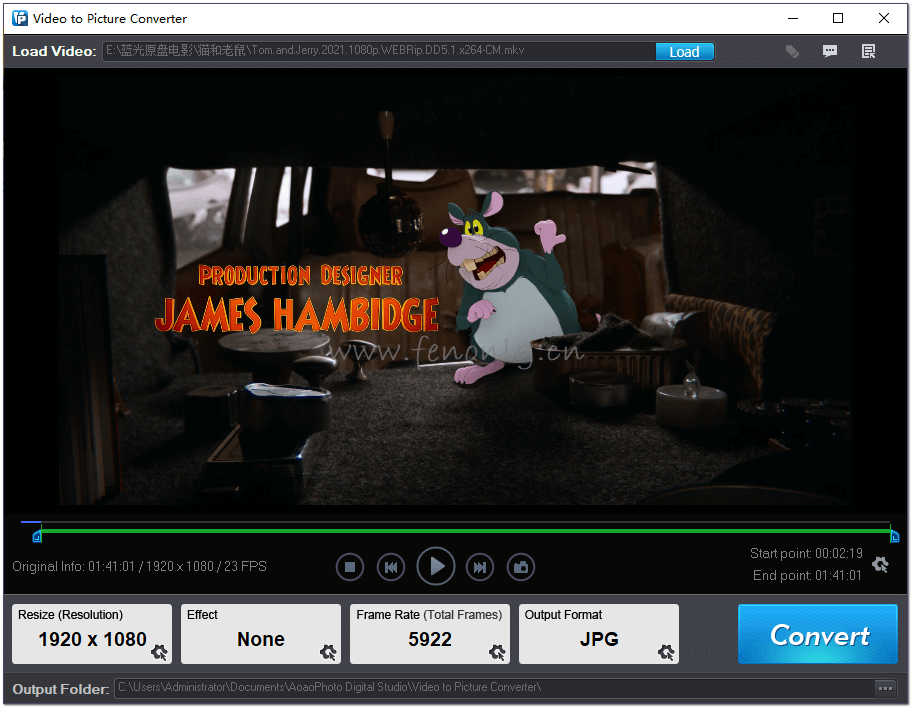 Video to Picture Converter
Load Video: E:\蓝光原盘电影\猫和老鼠\Tom.and.Jerry.2021.1080p.WEBRip.DD5.1.x264-CM.mkv Load
PRODUCTION DESIGNER
JAMES HAMBIDGE
www.fenonly.cn
Original Info: 01:41:01 / 1920 x 1080 / 23 FPS
Start point: 00:02:19
End point: 01:41:01
Resize (Resolution) Effect Frame Rate (Total Frames) Output Format
1920 x 1080 None 5922 JPG
Convert
Output Folder: C:\Users\Administrator\Documents\AoaoPhoto Digital Studio\Video to Picture Converter\